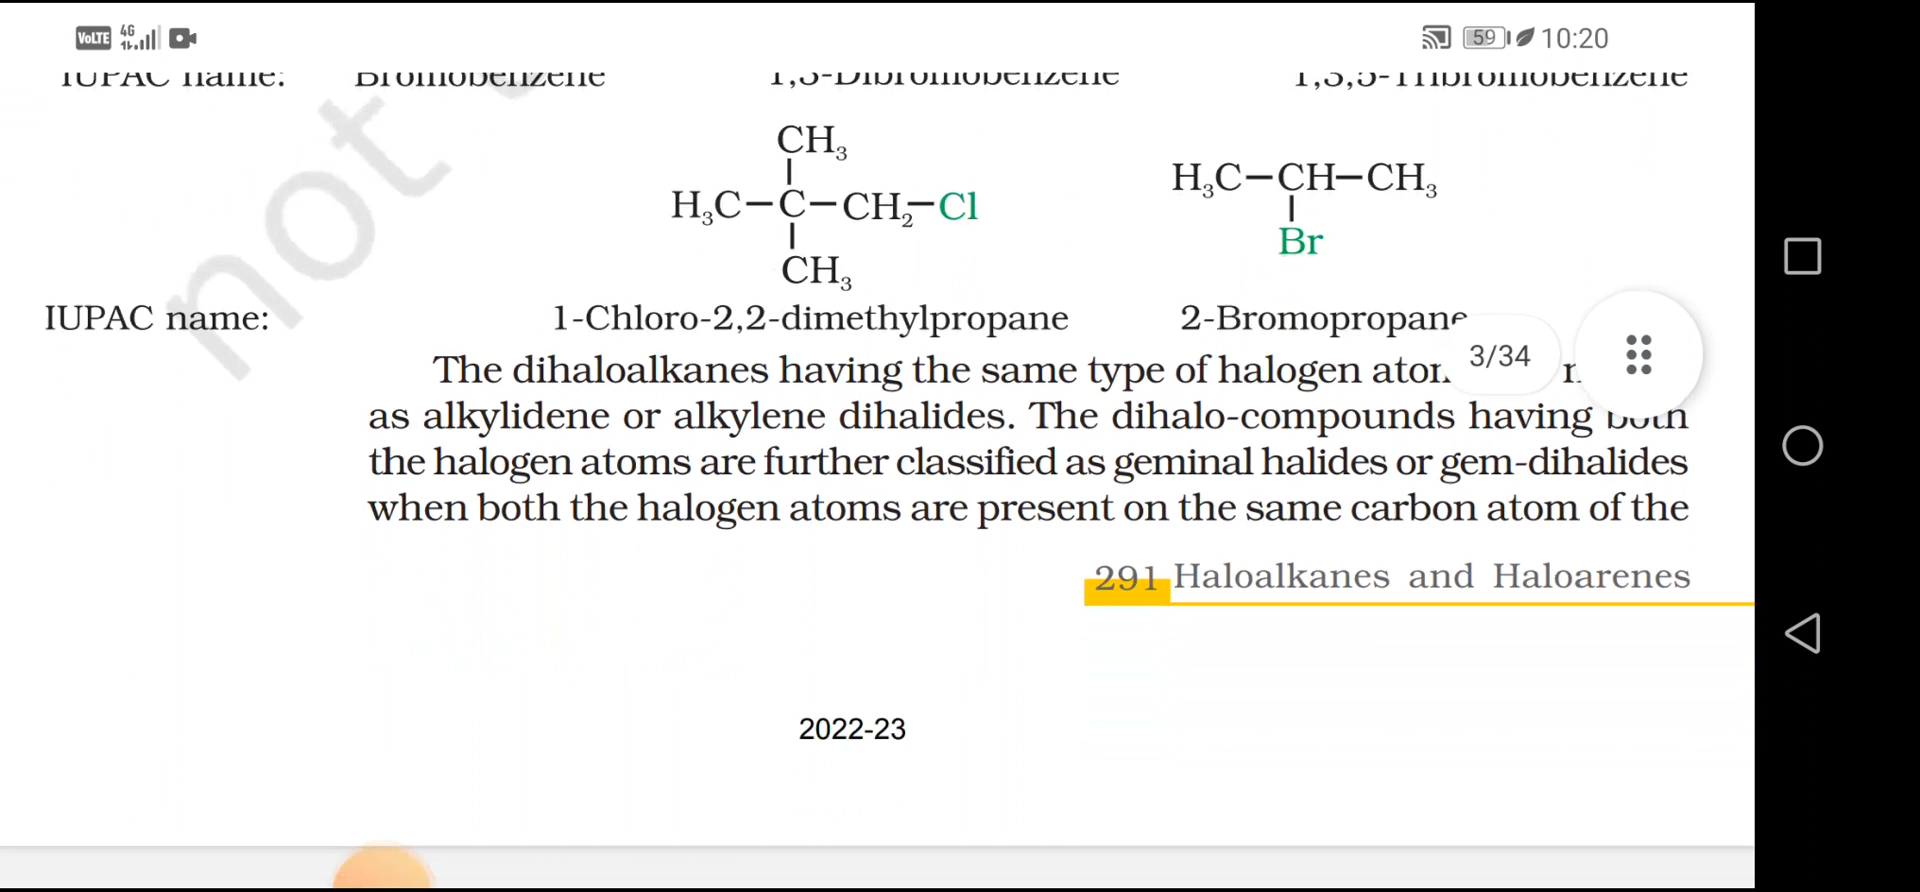 VoLTE 4G 59 10:20
IUPAC name: Bromobenzene 1,3-Dibromobenzene 1,3,5-Tribromobenzene
CH3
H3C–C–CH2–Cl
CH3
H3C–CH–CH3
Br
IUPAC name: 1-Chloro-2,2-dimethylpropane 2-Bromopropane
The dihaloalkanes having the same type of halogen
3/34
as alkylidene or alkylene dihalides. The dihalo-compounds having both
the halogen atoms are further classified as geminal halides or gem-dihalides
when both the halogen atoms are present on the same carbon atom of the
291 Haloalkanes and Haloarenes
2022-23
not